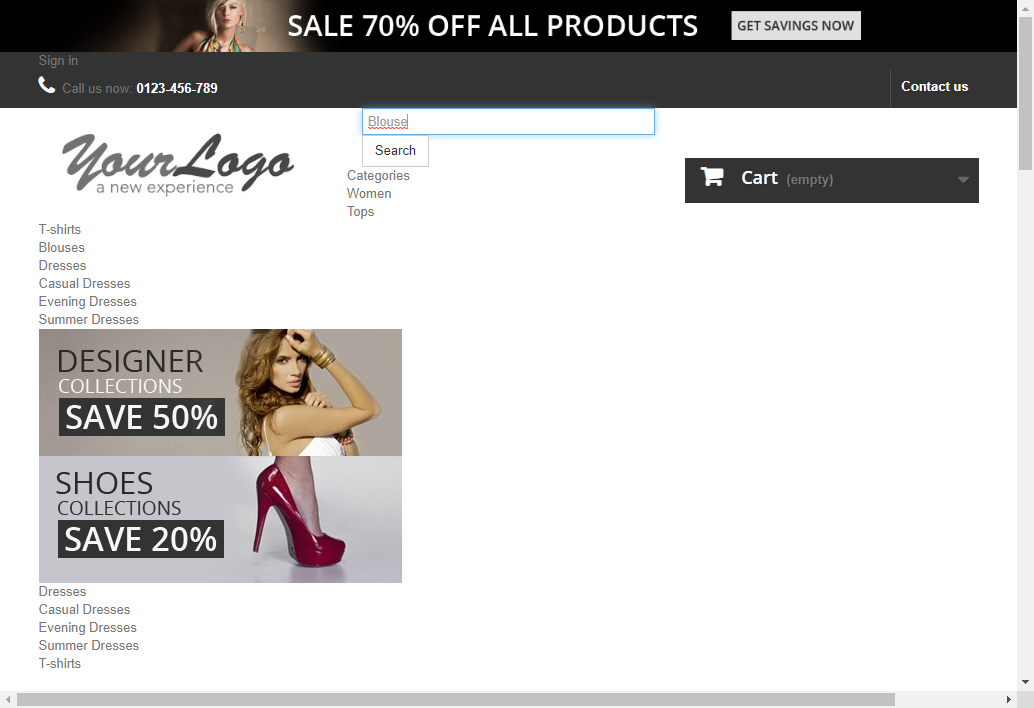 SALE 70% OFF ALL PRODUCTS
GET SAVINGS NOW
Sign in
Call us now: 0123-456-789
Contact us
Your Logo
a new experience
Blouse
Search
Cart (empty)
Categories
Women
Tops
T-shirts
Blouses
Dresses
Casual Dresses
Evening Dresses
Summer Dresses
DESIGNER
COLLECTIONS
SAVE 50%
SHOES
COLLECTIONS
SAVE 20%
Dresses
Casual Dresses
Evening Dresses
Summer Dresses
T-shirts